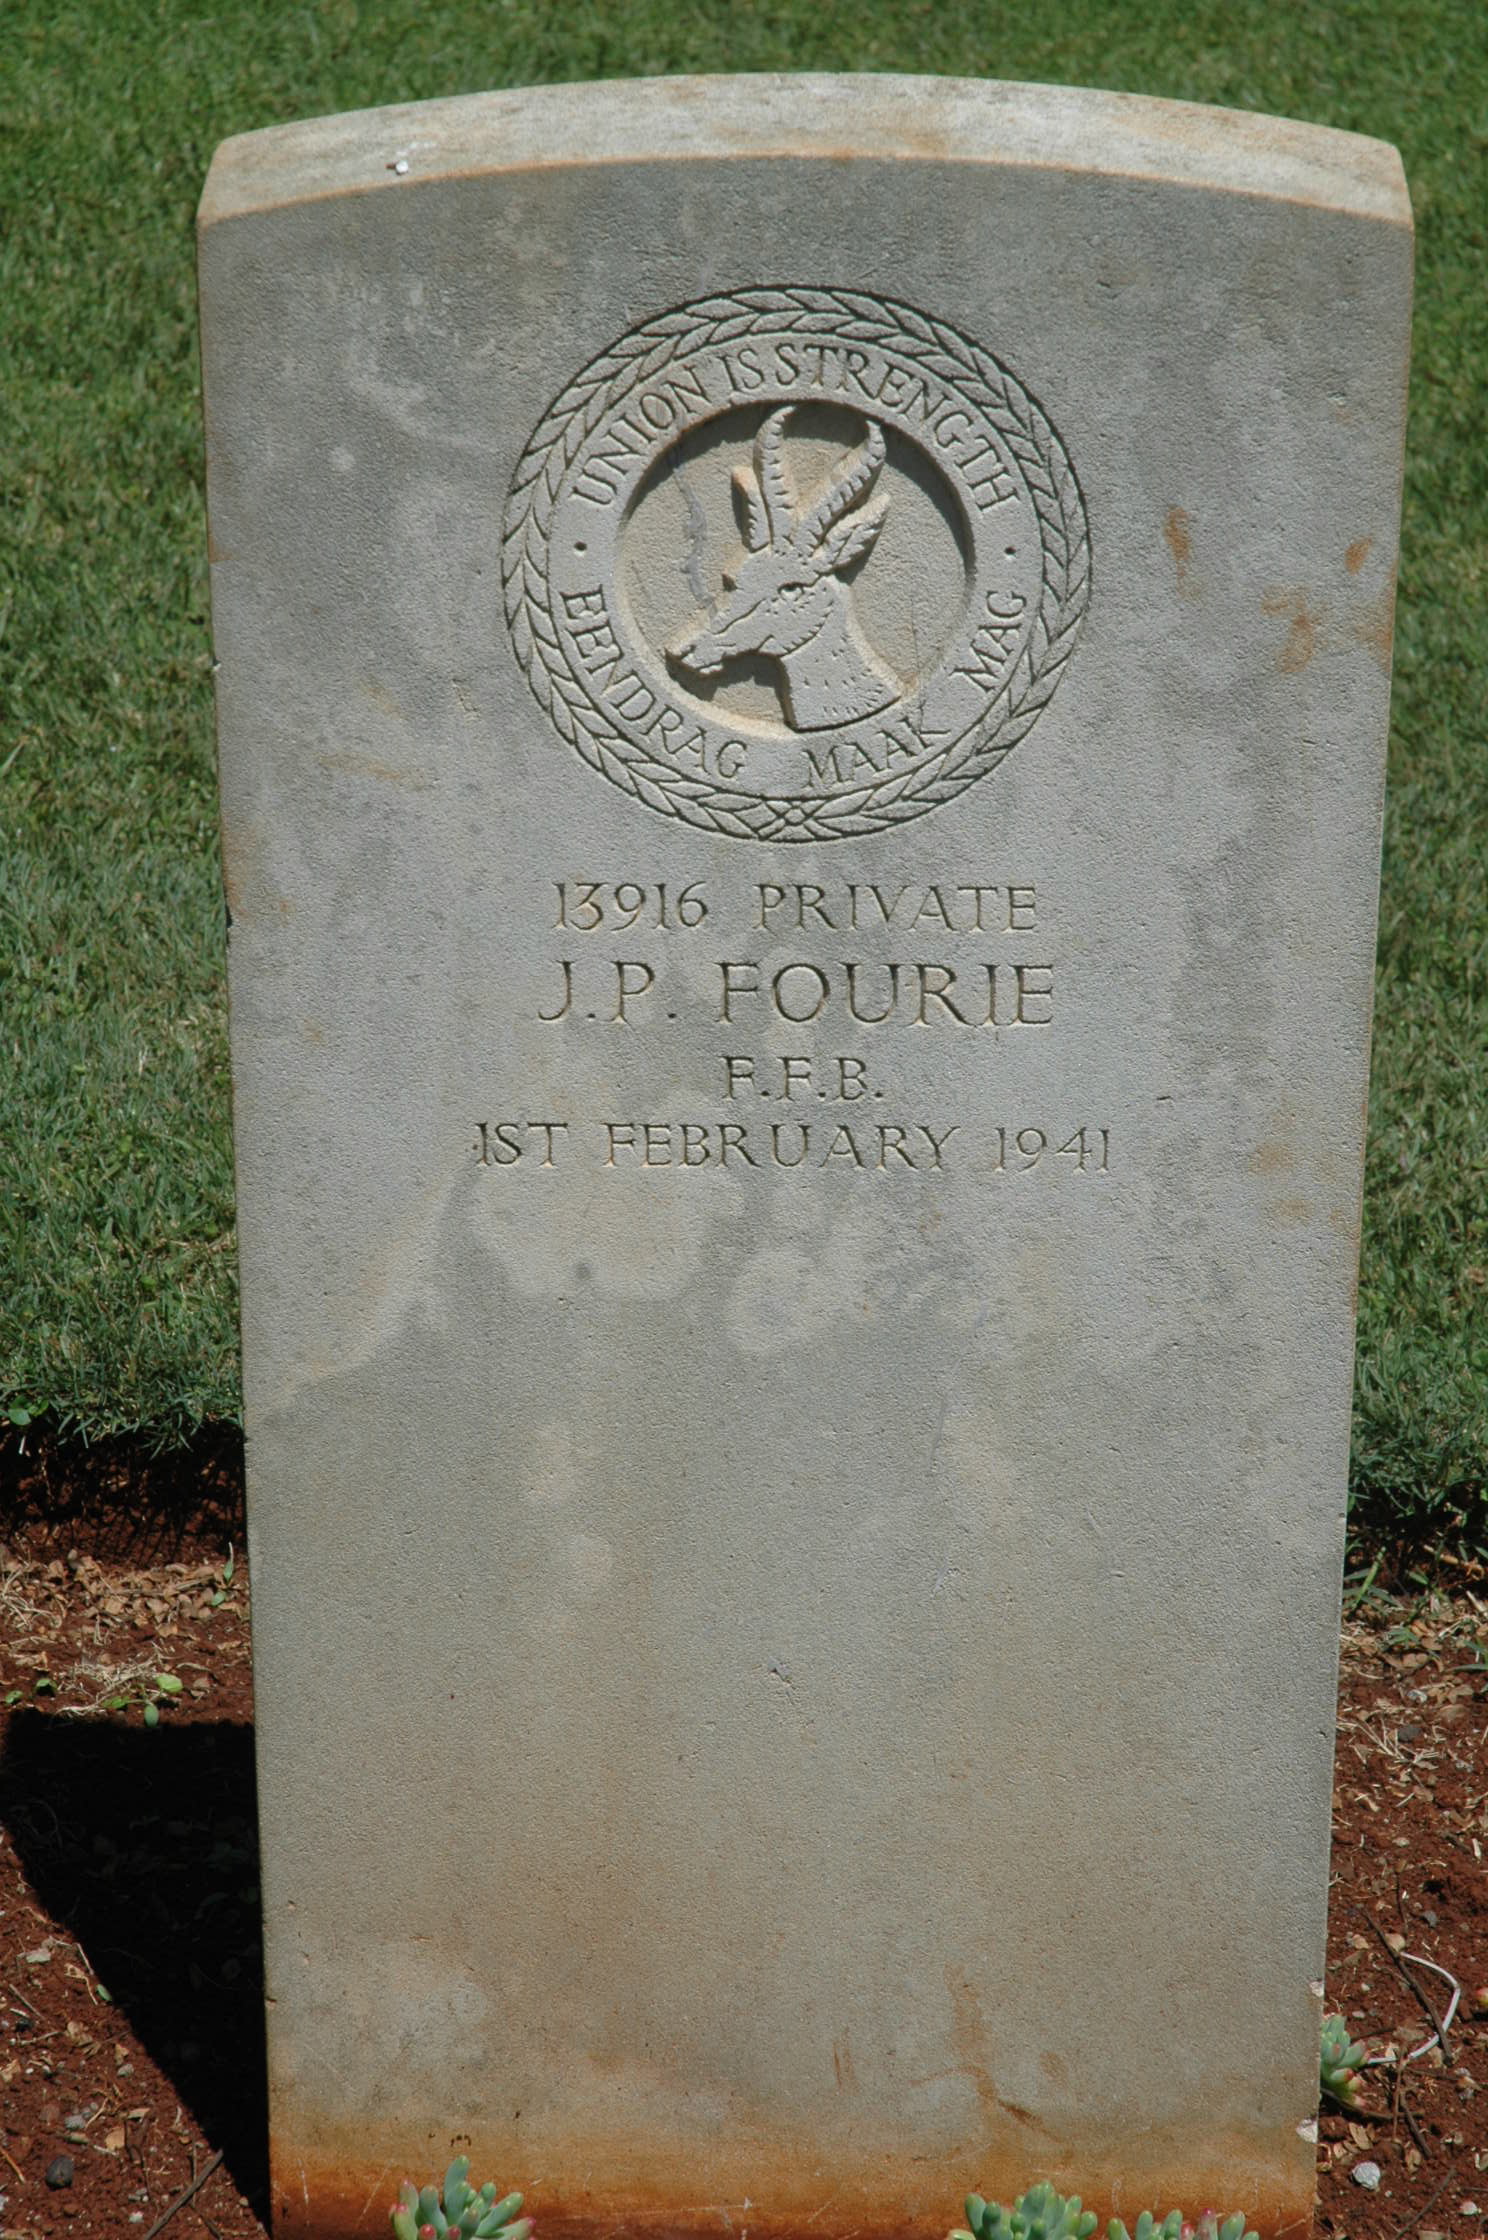 UNION IS STRENGTH
EENDRAG MAAK MAG
13916 PRIVATE
J.P. FOURIE
F.F.B.
1ST FEBRUARY 1941